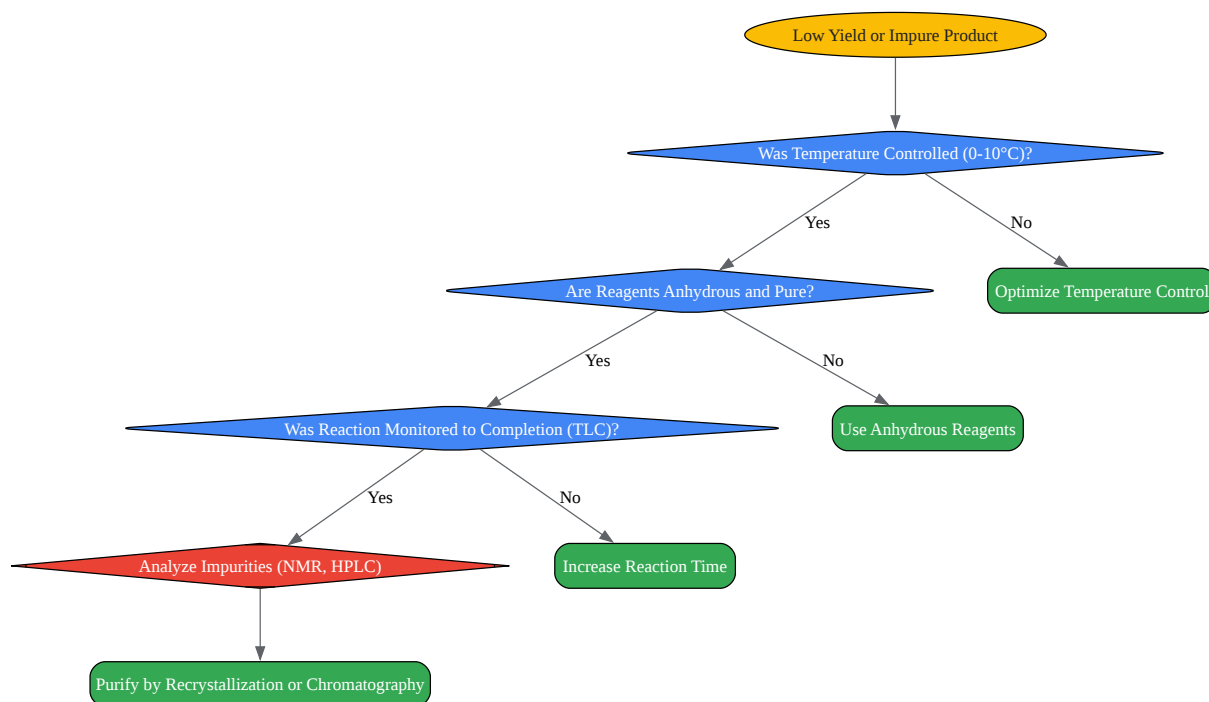 Low Yield or Impure Product
Was Temperature Controlled (0-10°C)?
Yes
No
Are Reagents Anhydrous and Pure?
Optimize Temperature Control
Yes
No
Was Reaction Monitored to Completion (TLC)?
Use Anhydrous Reagents
Yes
No
Analyze Impurities (NMR, HPLC)
Increase Reaction Time
Purify by Recrystallization or Chromatography